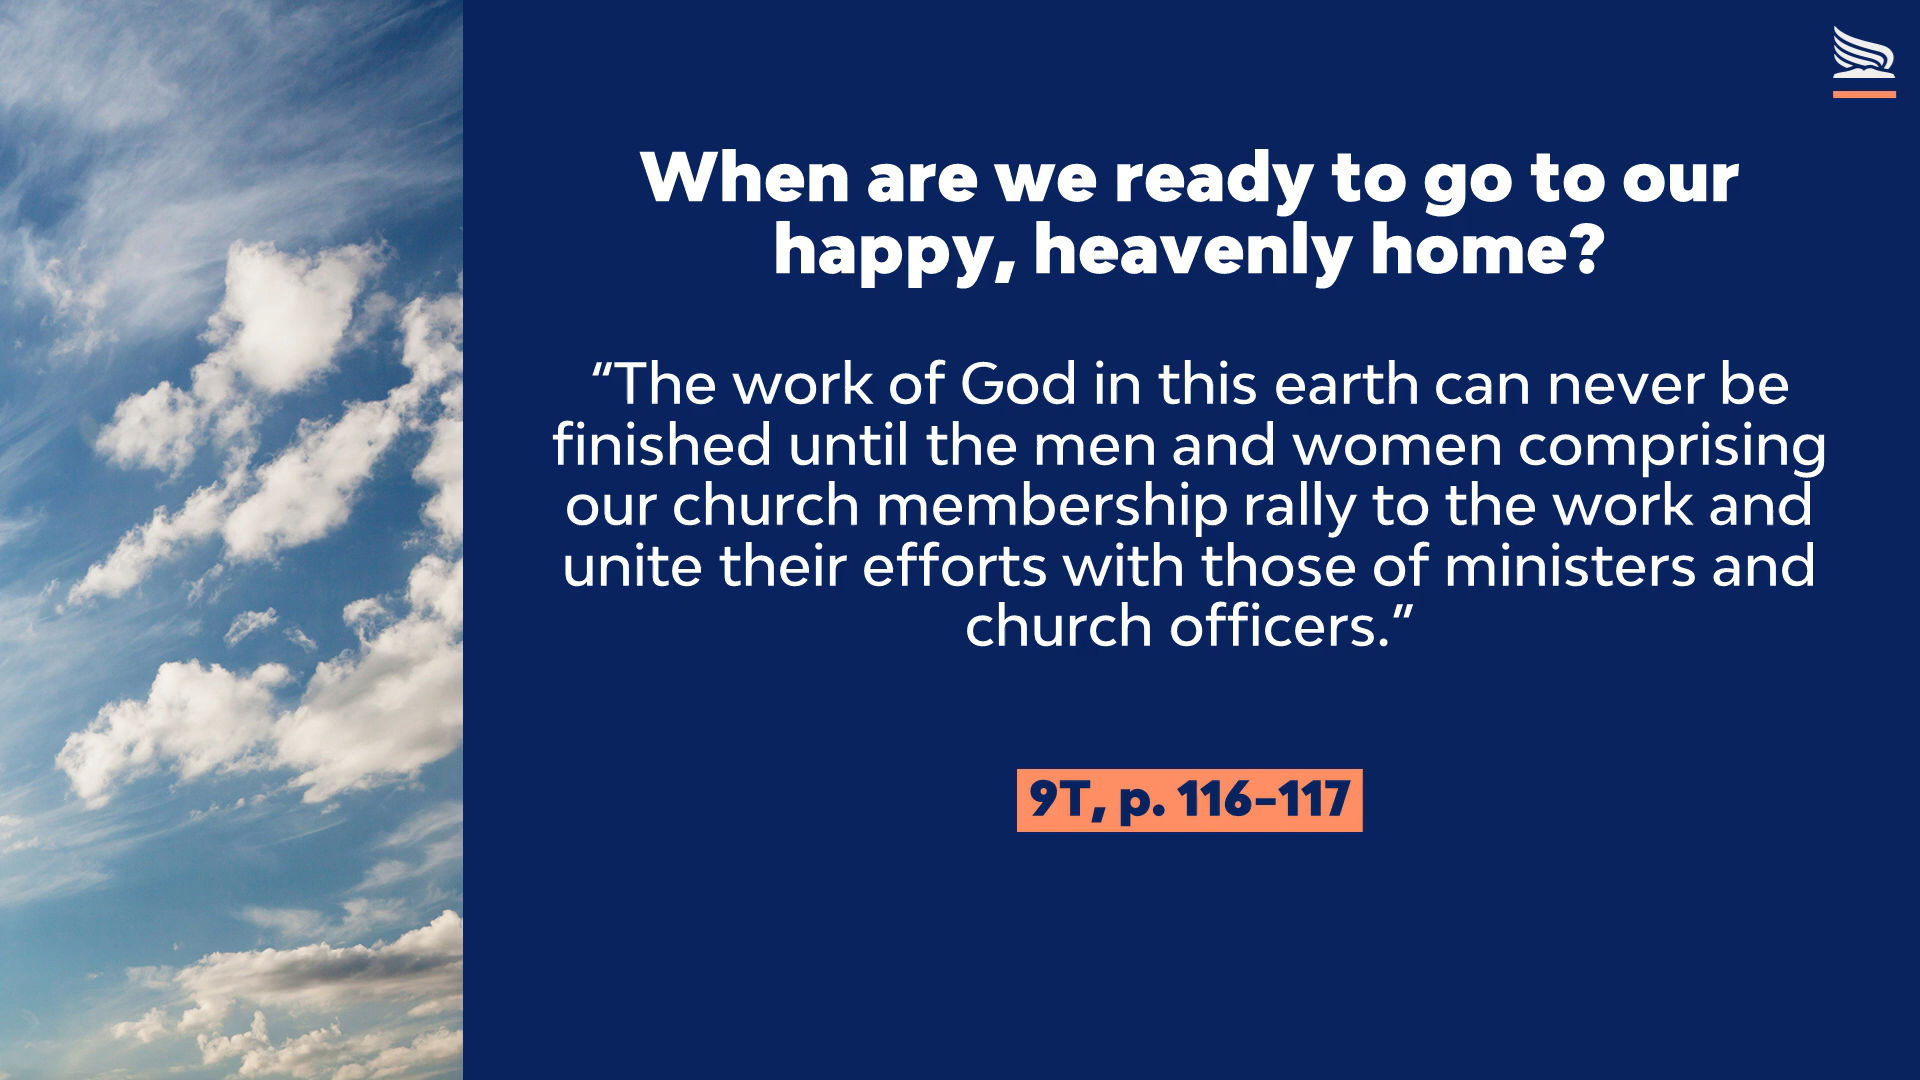 When are we ready to go to our
happy, heavenly home?
“The work of God in this earth can never be
finished until the men and women comprising
our church membership rally to the work and
unite their efforts with those of ministers and
church officers.”
9T, p. 116–117